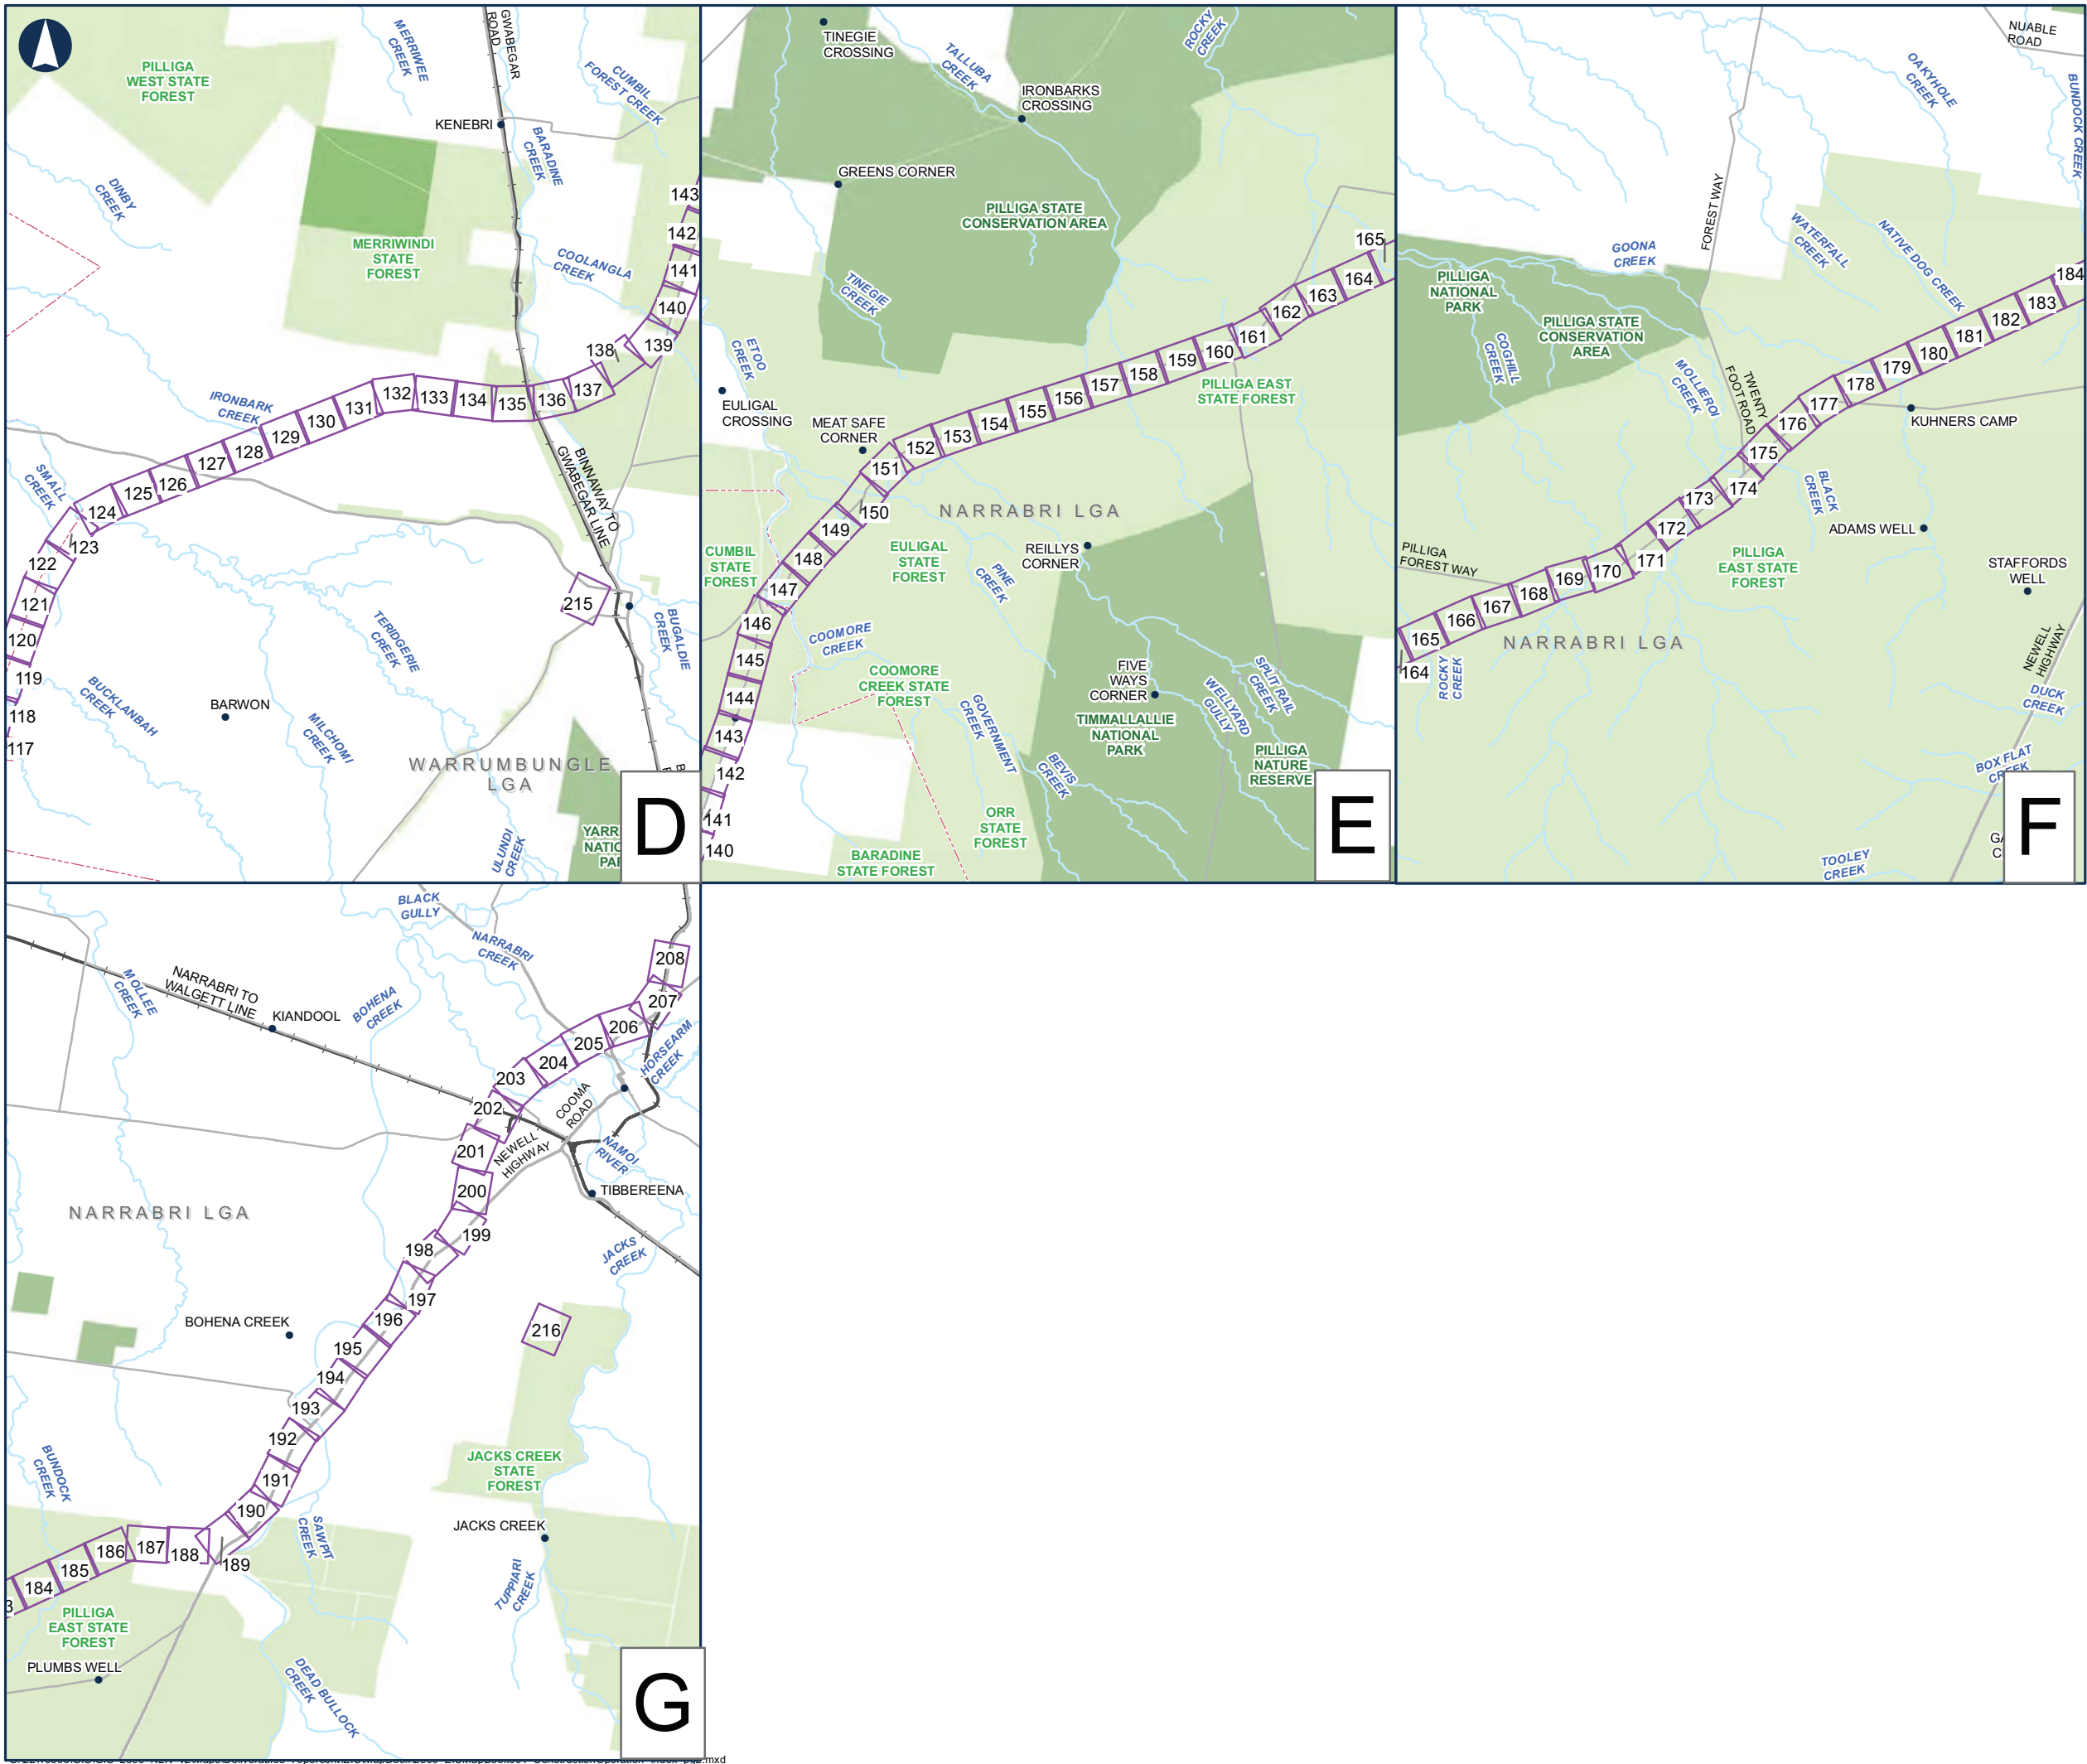 PILLIGA
WEST STATE
FOREST
MERRIWEE
CREEK
GWABEGAR
ROAD
CUMBIL
FOREST CREEK
KENEBRI
BARADINE
CREEK
DINBY
CREEK
MERRIWINDI
STATE
FOREST
COOLANGLA
CREEK
143
142
141
140
139
138
137
136
135
134
133
132
131
130
129
128
127
126
125
124
123
122
121
120
119
118
117
IRONBARK
CREEK
SMALL
CREEK
BINNAWAY TO
GWABEGAR LINE
215
BUGALDIE
CREEK
TERIDGERIE
CREEK
BUCKLANBAH
CREEK
BARWON
MILCHOMI
CREEK
WARRUMBUNGLE
LGA
ULUNDI
CREEK
D
TINEGIE
CROSSING
TALLUBA
CREEK
ROCKY
CREEK
IRONBARKS
CROSSING
GREENS CORNER
PILLIGA STATE
CONSERVATION AREA
TINEGIE
CREEK
ETOO
CREEK
EULIGAL
CROSSING
MEAT SAFE
CORNER
165
164
163
162
161
160
159
158
157
156
155
154
153
152
151
150
149
148
147
146
145
144
143
142
141
140
PILLIGA EAST
STATE FOREST
NARRABRI LGA
CUMBIL
STATE
FOREST
EULIGAL
STATE
FOREST
REILLYS
CORNER
PINE
CREEK
COOMORE
CREEK
COOMORE
CREEK STATE
FOREST
GOVERNMENT
CREEK
FIVE
WAYS
CORNER
TIMMALLALLIE
NATIONAL
PARK
WELLYARD
GULLY
SPLIT RAIL
CREEK
PILLIGA
NATURE
RESERVE
BEVIS
CREEK
ORR
STATE
FOREST
BARADINE
STATE FOREST
E
NUABLE
ROAD
OAKYHOLE
CREEK
BUNDOCK CREEK
FOREST WAY
GOONA
CREEK
WATERFALL
CREEK
NATIVE DOG CREEK
PILLIGA
NATIONAL
PARK
PILLIGA STATE
CONSERVATION
AREA
COGHILL
CREEK
MOLLIEROI
CREEK
TWENTY
FOOT ROAD
184
183
182
181
180
179
178
177
176
175
174
173
172
171
170
169
168
167
166
165
164
KUHNERS CAMP
BLACK
CREEK
ADAMS WELL
PILLIGA
FOREST WAY
PILLIGA
EAST STATE
FOREST
STAFFORDS
WELL
NARRABRI LGA
ROCKY
CREEK
NEWELL
HIGHWAY
DUCK
CREEK
BOX FLAT
TOOLEY
CREEK
F
BLACK
GULLY
NARRABRI
CREEK
MOLLEE
CREEK
NARRABRI TO
WALGETT LINE
KIANDOOL
BOHENA
CREEK
208
207
206
205
204
203
202
201
200
199
198
197
196
195
194
193
192
191
190
189
188
187
186
185
184
HORSEARM
CREEK
COOMA
ROAD
NEWELL
HIGHWAY
NAMOI
RIVER
TIBBEREENA
NARRABRI LGA
JACKS
CREEK
216
BOHENA CREEK
JACKS CREEK
STATE
FOREST
BUNDOCK
CREEK
SAWPIT
CREEK
JACKS CREEK
TUPPIARI
CREEK
PILLIGA
EAST STATE
FOREST
PLUMBS WELL
DEAD BULLOCK
CREEK
G